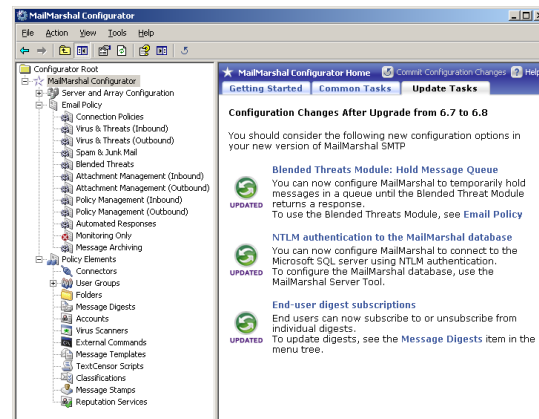 MailMarshal Configurator
File Action View Tools Help
Configurator Root
MailMarshal Configurator
Server and Array Configuration
Email Policy
Connection Policies
Virus & Threats (Inbound)
Virus & Threats (Outbound)
Spam & Junk Mail
Blended Threats
Attachment Management (Inbound)
Attachment Management (Outbound)
Policy Management (Inbound)
Policy Management (Outbound)
Automated Responses
Monitoring Only
Message Archiving
Policy Elements
Connectors
User Groups
Folders
Message Digests
Accounts
Virus Scanners
External Commands
Message Templates
TextCensor Scripts
Classifications
Message Stamps
Reputation Services
MailMarshal Configurator Home Commit Configuration Changes Help
Getting Started Common Tasks Update Tasks
Configuration Changes After Upgrade from 6.7 to 6.8
You should consider the following new configuration options in
your new version of MailMarshal SMTP
Blended Threats Module: Hold Message Queue
You can now configure MailMarshal to temporarily hold
messages in a queue until the Blended Threat Module
returns a response.
To use the Blended Threats Module, see Email Policy
UPDATED
NTLM authentication to the MailMarshal database
You can now configure MailMarshal to connect to the
Microsoft SQL server using NTLM authentication.
To configure the MailMarshal database, use the
MailMarshal Server Tool.
UPDATED
End-user digest subscriptions
End users can now subscribe to or unsubscribe from
individual digests.
To update digests, see the Message Digests item in the
menu tree.
UPDATED